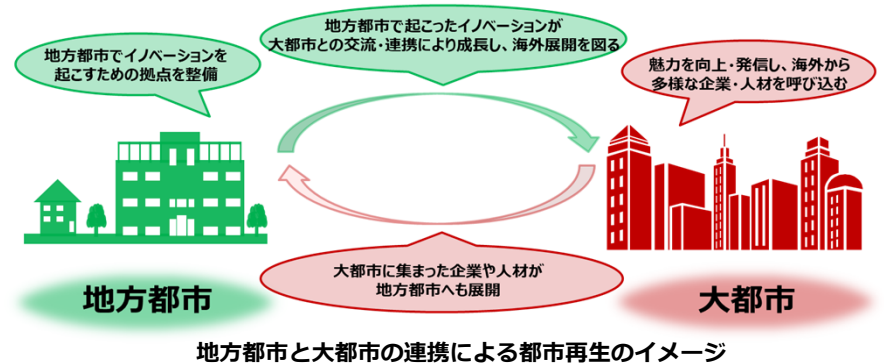 地方都市で起こったイノベーションが
大都市との交流・連携により成長し、海外展開を図る
地方都市でイノベーションを
起こすための拠点を整備
魅力を向上・発信し、海外から
多様な企業・人材を呼び込む
大都市に集まった企業や人材が
地方都市へも展開
地方都市
大都市
地方都市と大都市の連携による都市再生のイメージ